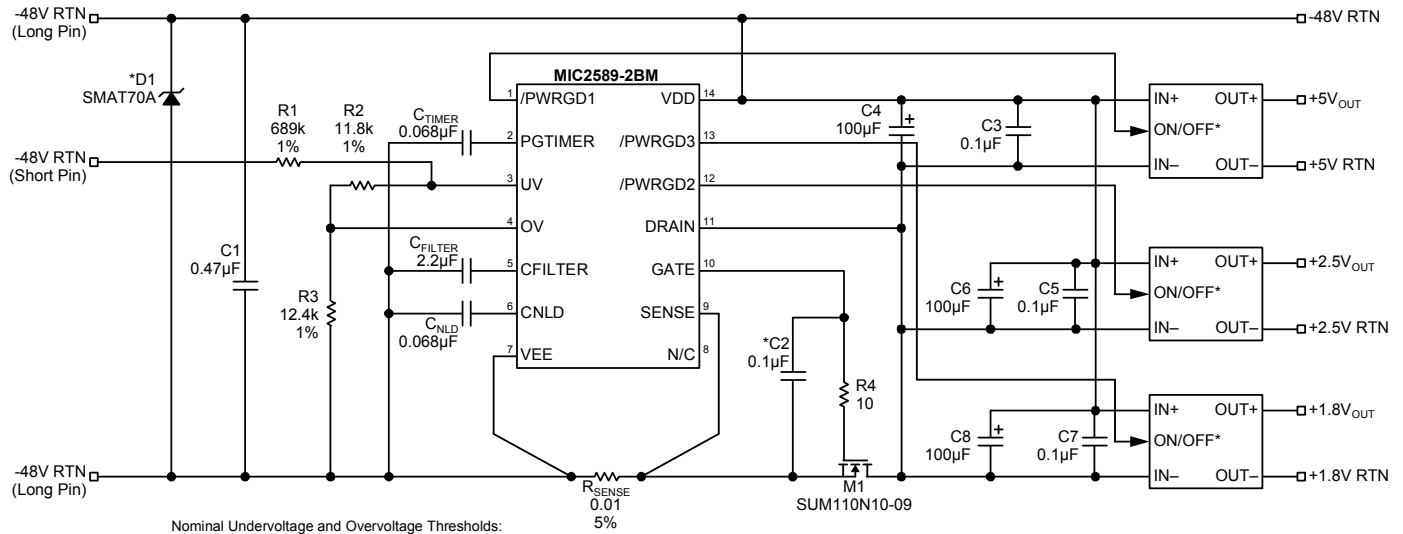 -48V RTN
(Long Pin)
-48V RTN
*D1
SMAT70A
MIC2589-2BM
R1
689k
1%
R2
11.8k
1%
CTIMER
0.068µF
1
/PWRGD1
VDD
14
2
PGTIMER
/PWRGD3
13
3
UV
/PWRGD2
12
4
OV
DRAIN
11
5
CFILTER
GATE
10
6
CNLD
SENSE
9
7
VEE
N/C
8
C4
100µF
+
C3
0.1µF
IN+
OUT+
+5VOUT
ON/OFF*
IN–
OUT–
+5V RTN
-48V RTN
(Short Pin)
C1
0.47µF
R3
12.4k
1%
CFILTER
2.2µF
CNLD
0.068µF
*C2
0.1µF
R4
10
C6
100µF
+
C5
0.1µF
IN+
OUT+
+2.5VOUT
ON/OFF*
IN–
OUT–
+2.5V RTN
C8
100µF
+
C7
0.1µF
IN+
OUT+
+1.8VOUT
ON/OFF*
IN–
OUT–
+1.8V RTN
-48V RTN
(Long Pin)
RSENSE
0.01
5%
M1
SUM110N10-09
Nominal Undervoltage and Overvoltage Thresholds: